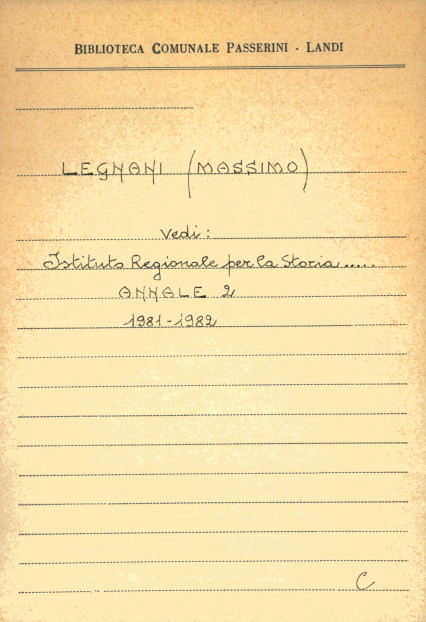 BIBLIOTECA COMUNALE PASSERINI - LANDI
LEGNANI (MASSIMO)
Vedi:
Istituto Regionale per la Storia.....
ANNALE 2
1981-1982
C